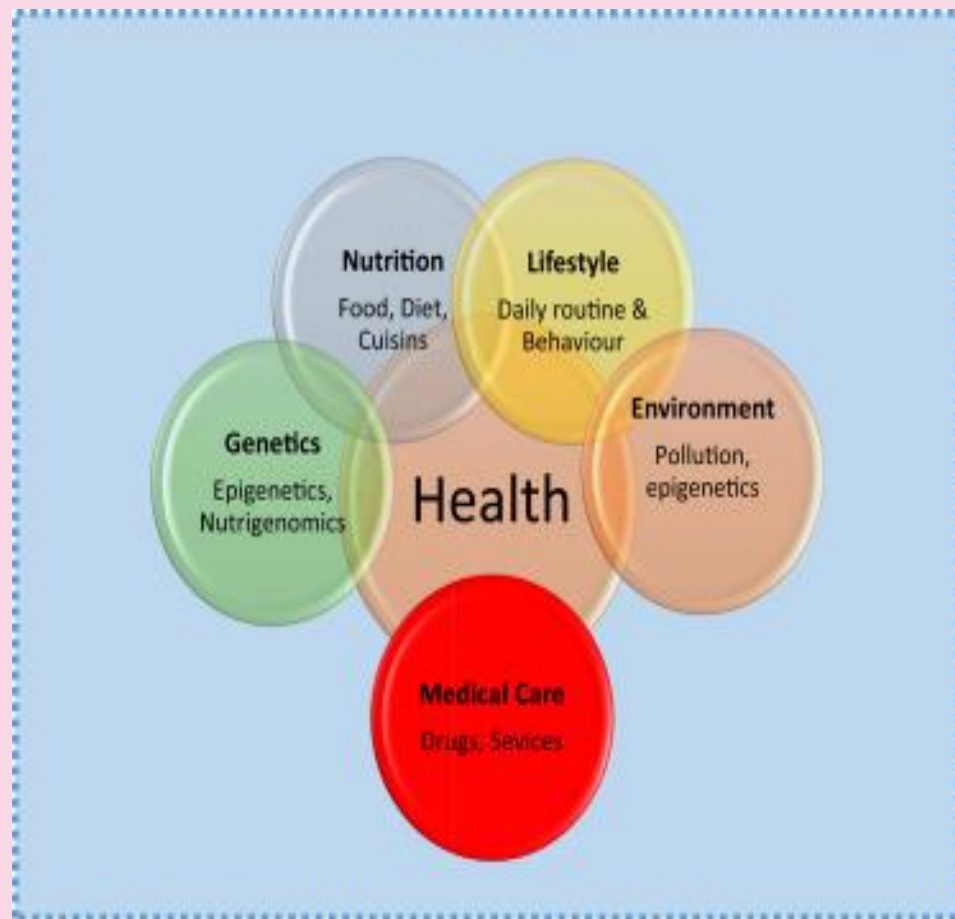 Nutrition
Food, Diet,
Cuisins
Lifestyle
Daily routine &
Behaviour
Genetics
Epigenetics,
Nutrigenomics
Health
Environment
Pollution,
epigenetics
Medical Care
Drugs, Sevices